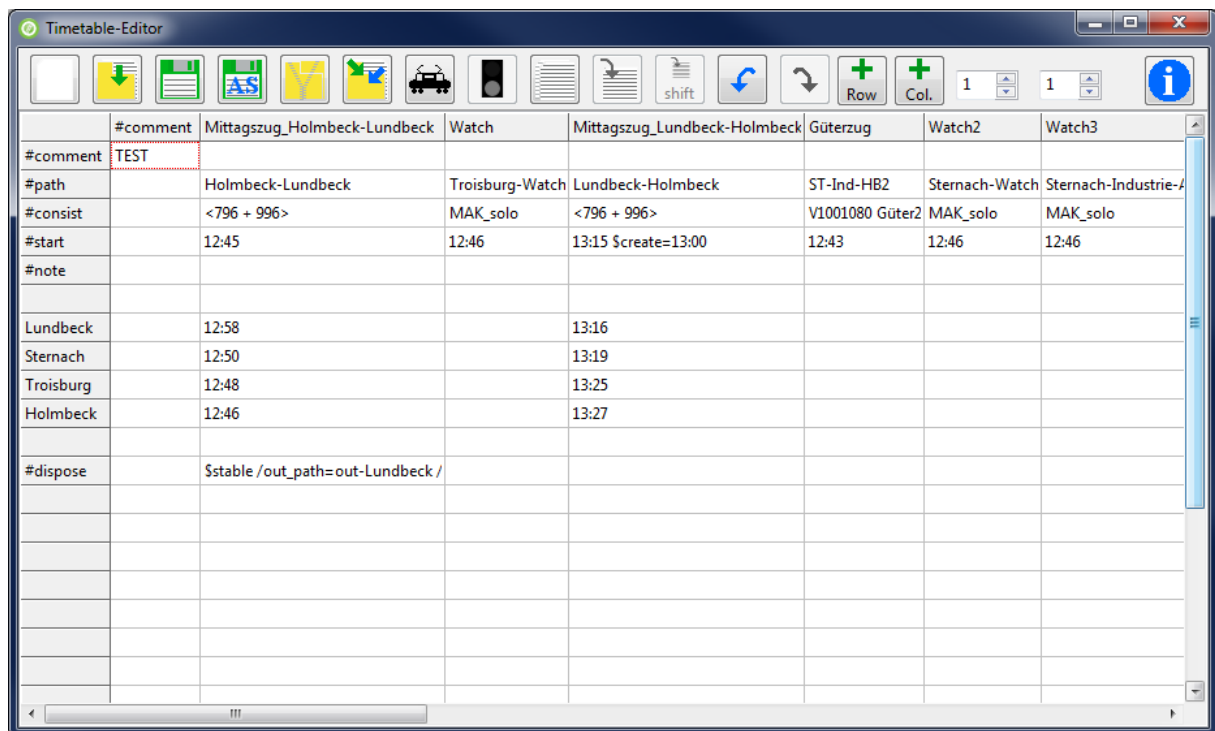 Timetable-Editor
AS shift Row Col. 1 1 i
#comment Mittagszug_Holmbeck-Lundbeck Watch Mittagszug_Lundbeck-Holmbeck Güterzug Watch2 Watch3
#comment TEST
#path Holmbeck-Lundbeck Troisburg-Watch Lundbeck-Holmbeck ST-Ind-HB2 Sternach-Watch Sternach-Industrie-A
#consist <796 + 996> MAK_solo <796 + 996> V1001080 Güter2 MAK_solo MAK_solo
#start 12:45 12:46 13:15 $create=13:00 12:43 12:46 12:46
#note
Lundbeck 12:58 13:16
Sternach 12:50 13:19
Troisburg 12:48 13:25
Holmbeck 12:46 13:27
#dispose $stable /out_path=out-Lundbeck /